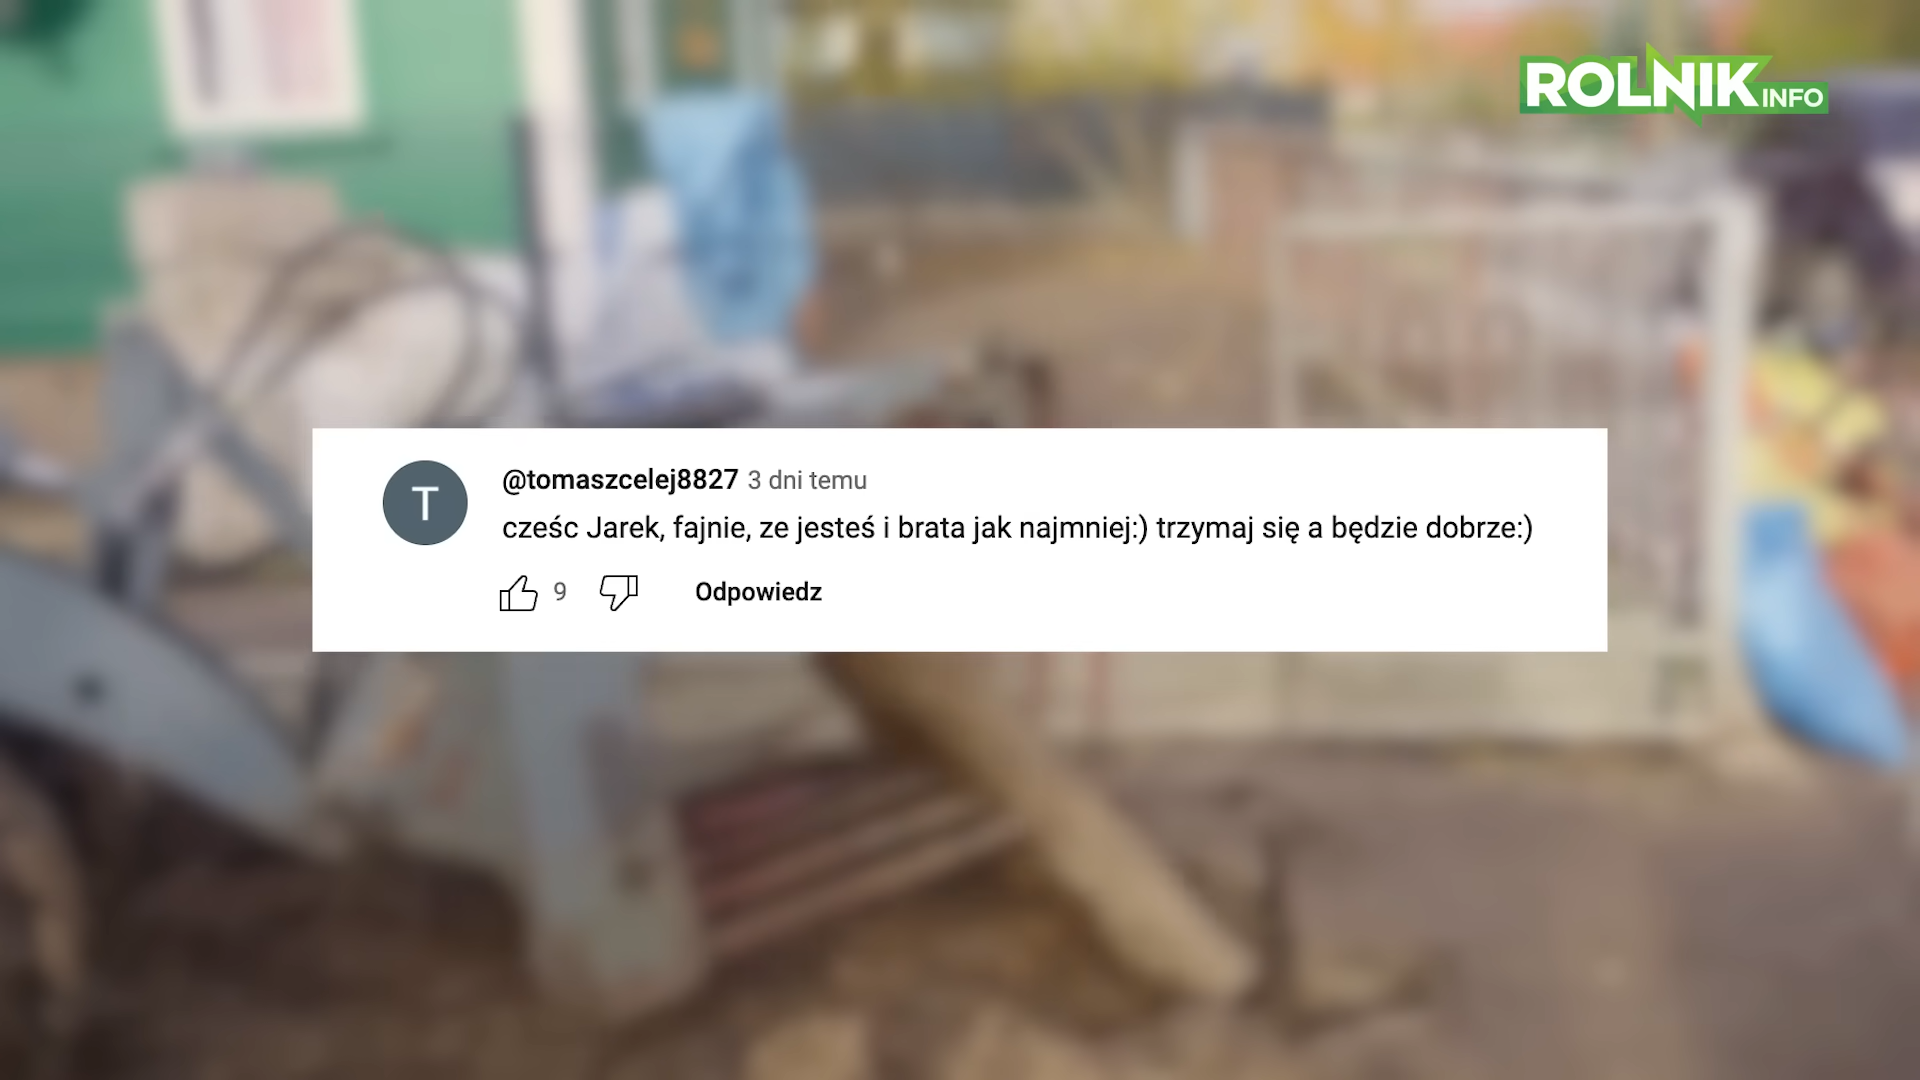 ROLNIK INFO
@tomaszcelej8827 3 dni temu
cześc Jarek, fajnie, ze jesteś i brata jak najmniej:) trzymaj się a będzie dobrze:)
9 Odpowiedz